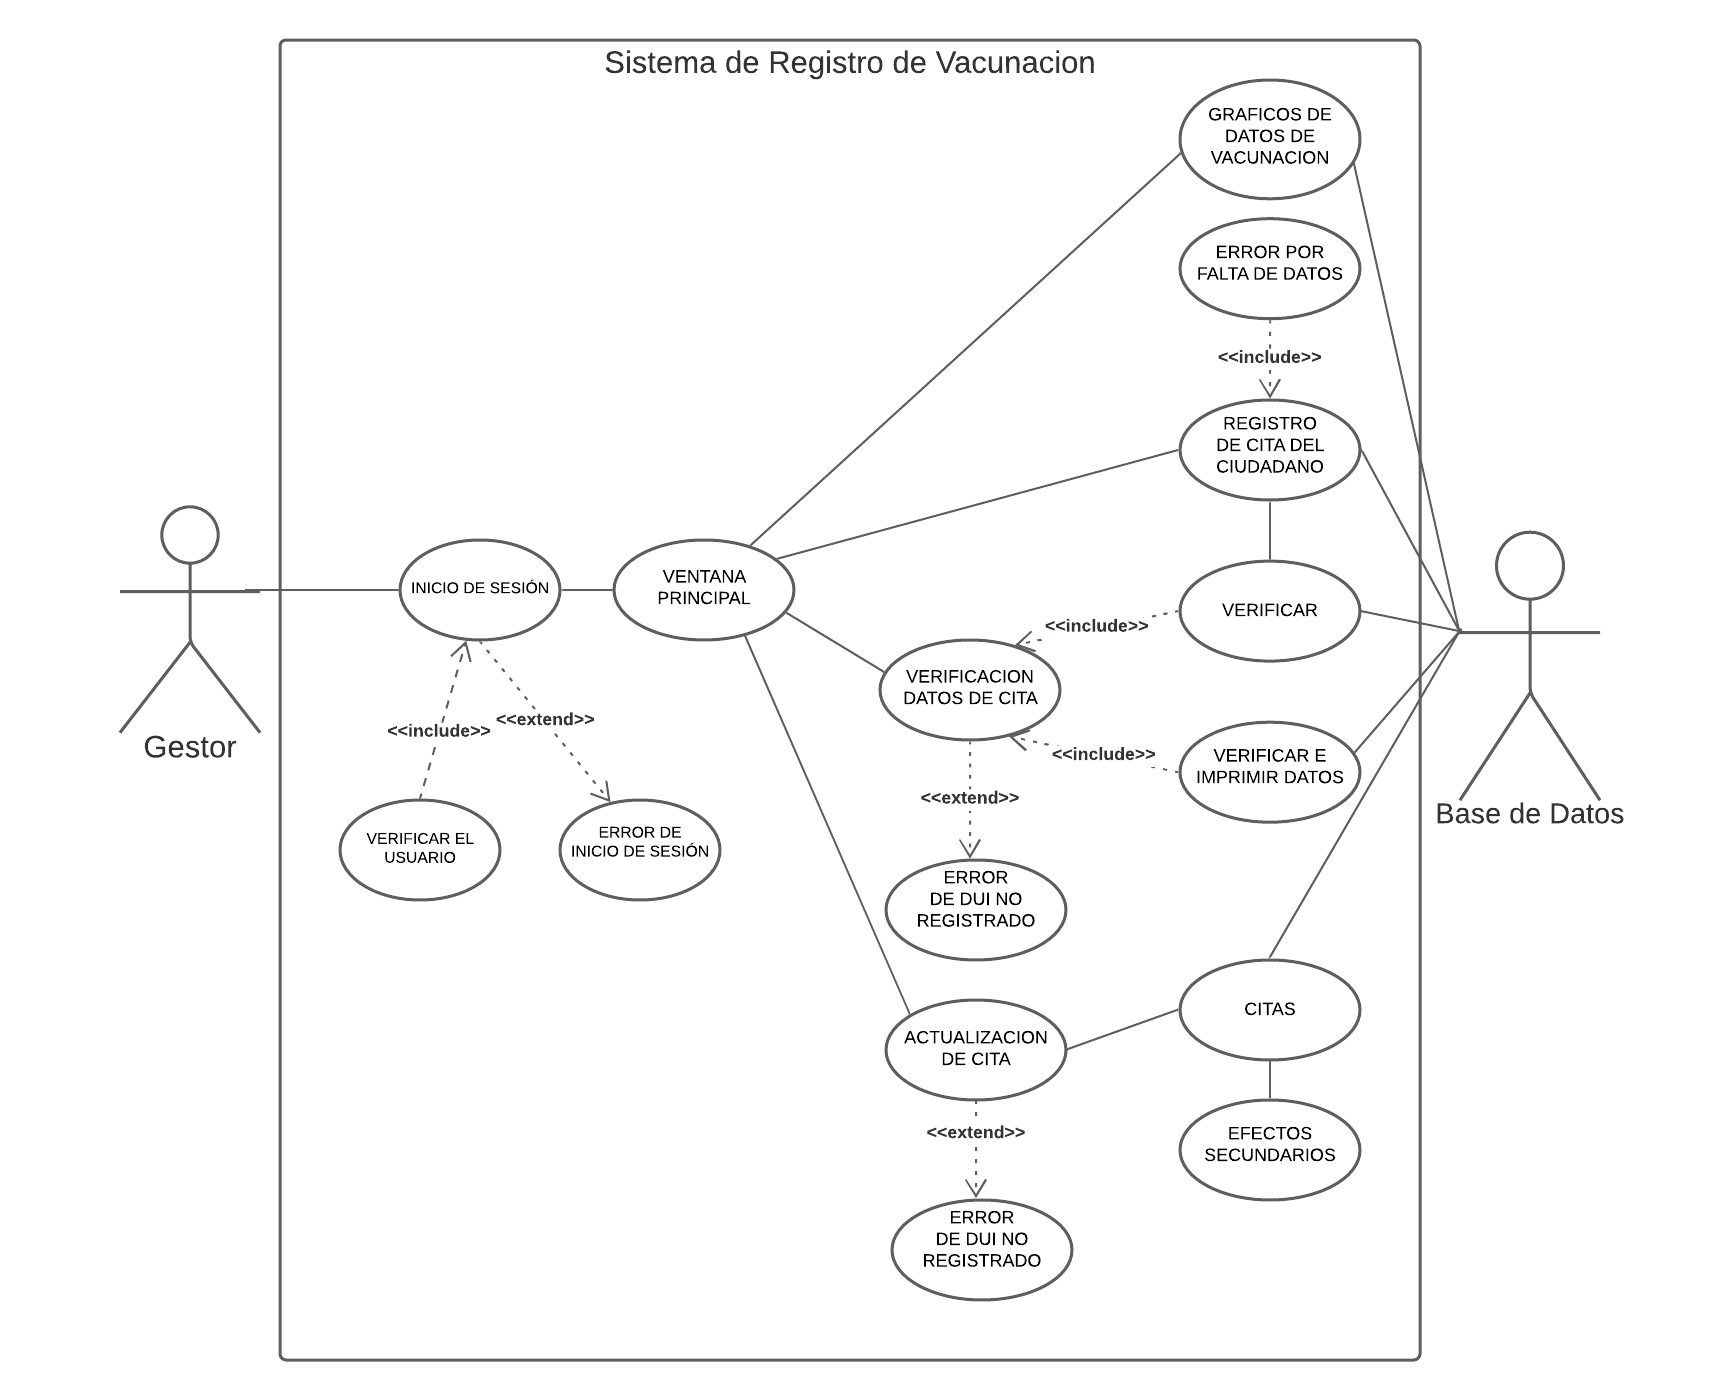 Sistema de Registro de Vacunacion
GRAFICOS DE
DATOS DE
VACUNACION
ERROR POR
FALTA DE DATOS
<<include>>
REGISTRO
DE CITA DEL
CIUDADANO
INICIO DE SESIÓN
VENTANA
PRINCIPAL
VERIFICAR
<<include>>
VERIFICACION
DATOS DE CITA
<<include>>
<<extend>>
Gestor
<<include>>
VERIFICAR E
IMPRIMIR DATOS
<<extend>>
Base de Datos
VERIFICAR EL
USUARIO
ERROR DE
INICIO DE SESIÓN
ERROR
DE DUI NO
REGISTRADO
CITAS
ACTUALIZACION
DE CITA
<<extend>>
EFECTOS
SECUNDARIOS
ERROR
DE DUI NO
REGISTRADO